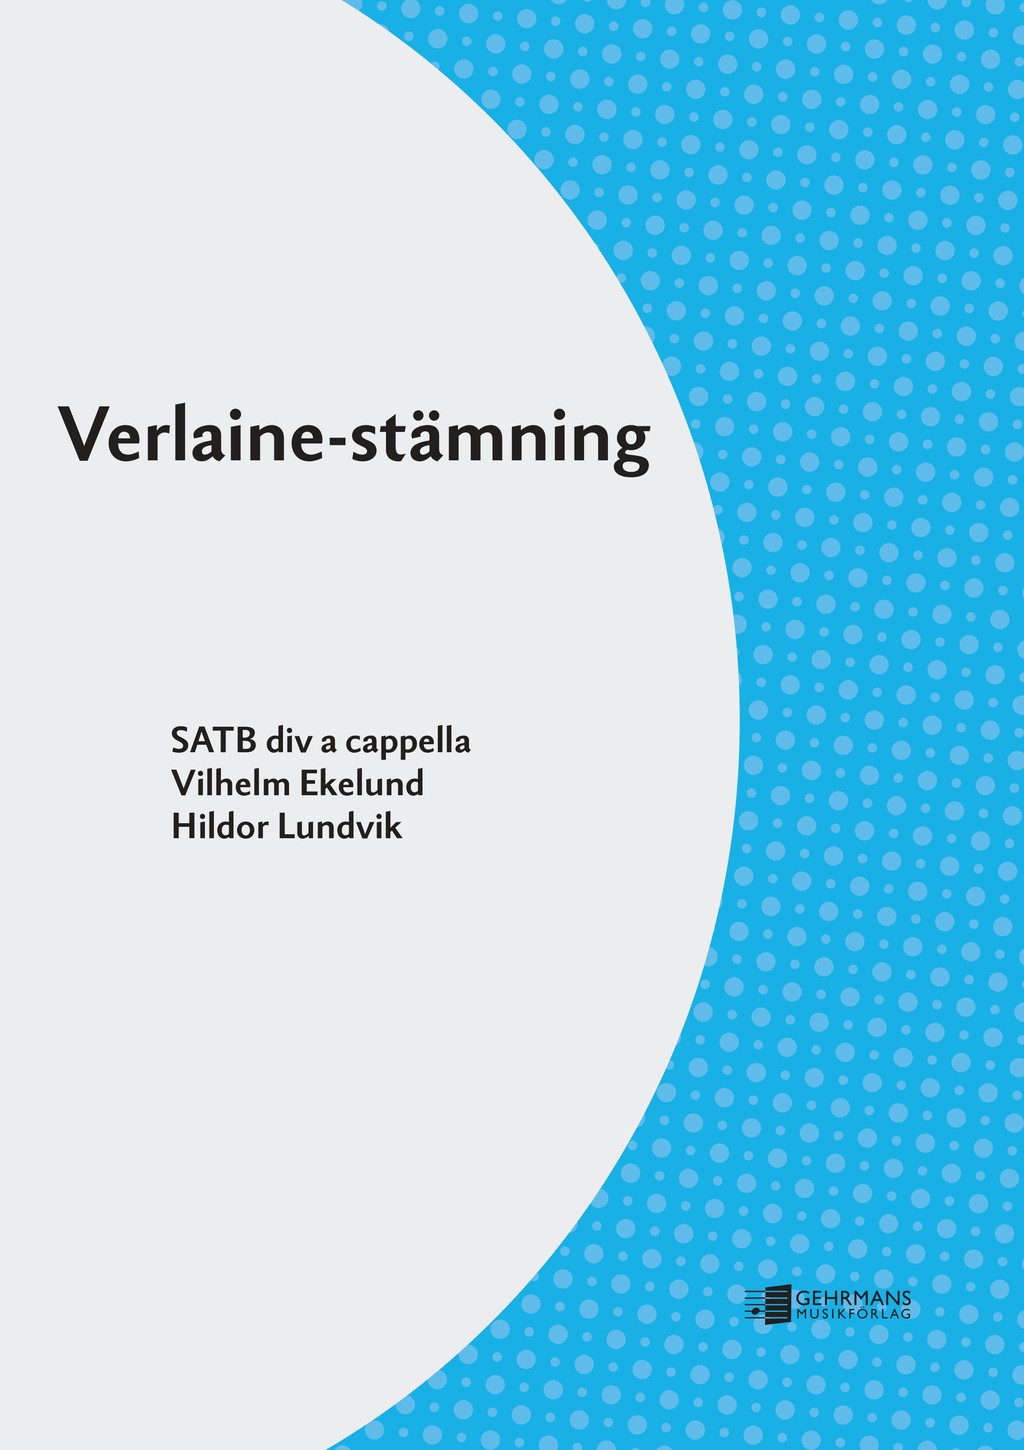 Verlaine-stämning
SATB div a cappella
Vilhelm Ekelund
Hildor Lundvik
GEHRMANS
MUSIKFÖRLAG